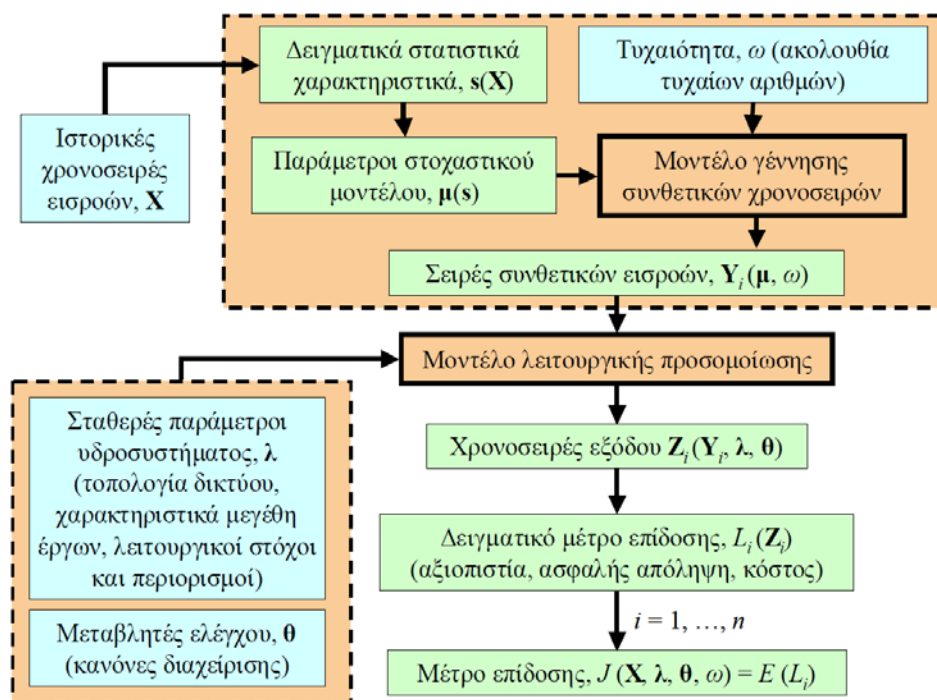 Δειγματικά στατιστικά
χαρακτηριστικά, s(X)
Τυχαιότητα, ω (ακολουθία
τυχαίων αριθμών)
Ιστορικές
χρονοσειρές
εισροών, X
Παράμετροι στοχαστικού
μοντέλου, μ(s)
Μοντέλο γέννησης
συνθετικών χρονοσειρών
Σειρές συνθετικών εισροών, Yi (μ, ω)
Μοντέλο λειτουργικής προσομοίωσης
Σταθερές παράμετροι
υδροσυστήματος, λ
(τοπολογία δικτύου,
χαρακτηριστικά μεγέθη
έργων, λειτουργικοί στόχοι
και περιορισμοί)
Μεταβλητές ελέγχου, θ
(κανόνες διαχείρισης)
Χρονοσειρές εξόδου Zi (Yi, λ, θ)
Δειγματικό μέτρο επίδοσης, Li (Zi)
(αξιοπιστία, ασφαλής απόληψη, κόστος)
i = 1, …, n
Μέτρο επίδοσης, J (X, λ, θ, ω) = E (Li)